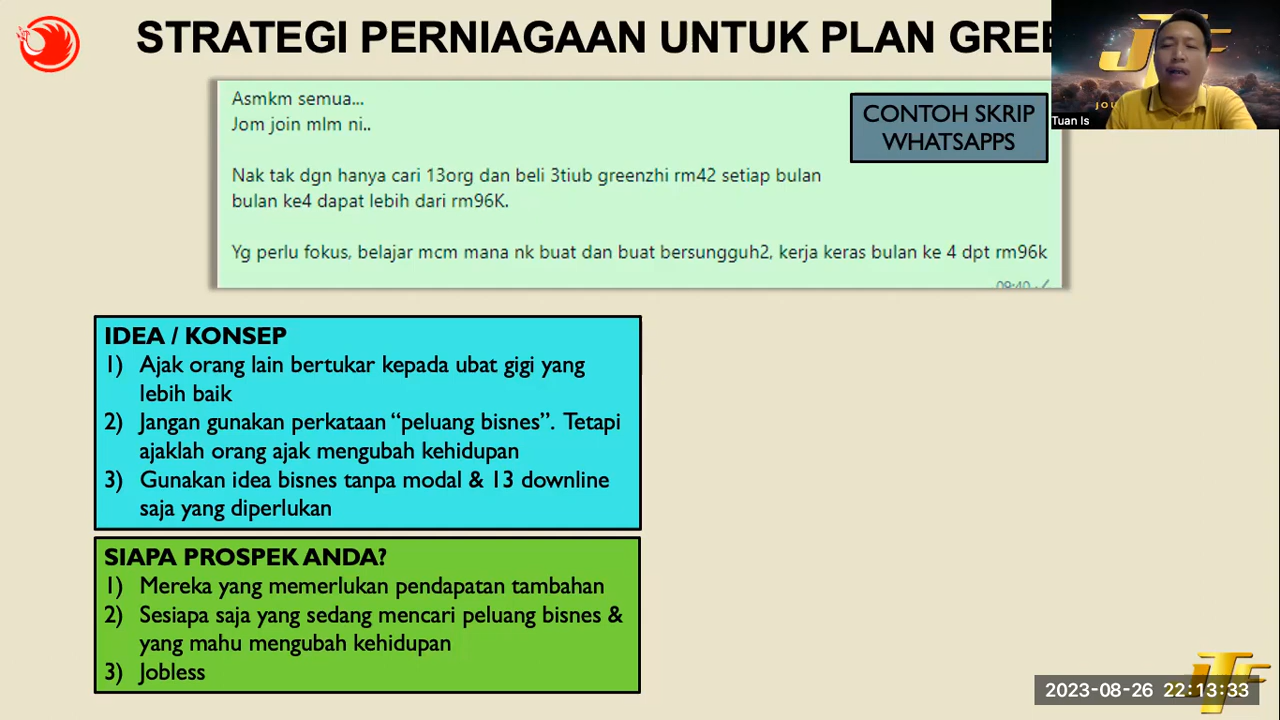 STRATEGI PERNIAGAAN UNTUK PLAN
Asmkm semua...
Jom join mlm ni..
Nak tak dgn hanya cari 13org dan beli 3tiub greenzhi rm42 setiap bulan
bulan ke4 dapat lebih dari rm96K.
Yg perlu fokus, belajar mcm mana nk buat dan buat bersungguh2, kerja keras bulan ke 4 dpt rm96k
09:40
CONTOH SKRIP
WHATSAPPS
Tuan Is
IDEA / KONSEP
1) Ajak orang lain bertukar kepada ubat gigi yang
lebih baik
2) Jangan gunakan perkataan “peluang bisnes”. Tetapi
ajaklah orang ajak mengubah kehidupan
3) Gunakan idea bisnes tanpa modal & 13 downline
saja yang diperlukan
SIAPA PROSPEK ANDA?
1) Mereka yang memerlukan pendapatan tambahan
2) Sesiapa saja yang sedang mencari peluang bisnes &
yang mahu mengubah kehidupan
3) Jobless
2023-08-26 22:13:33